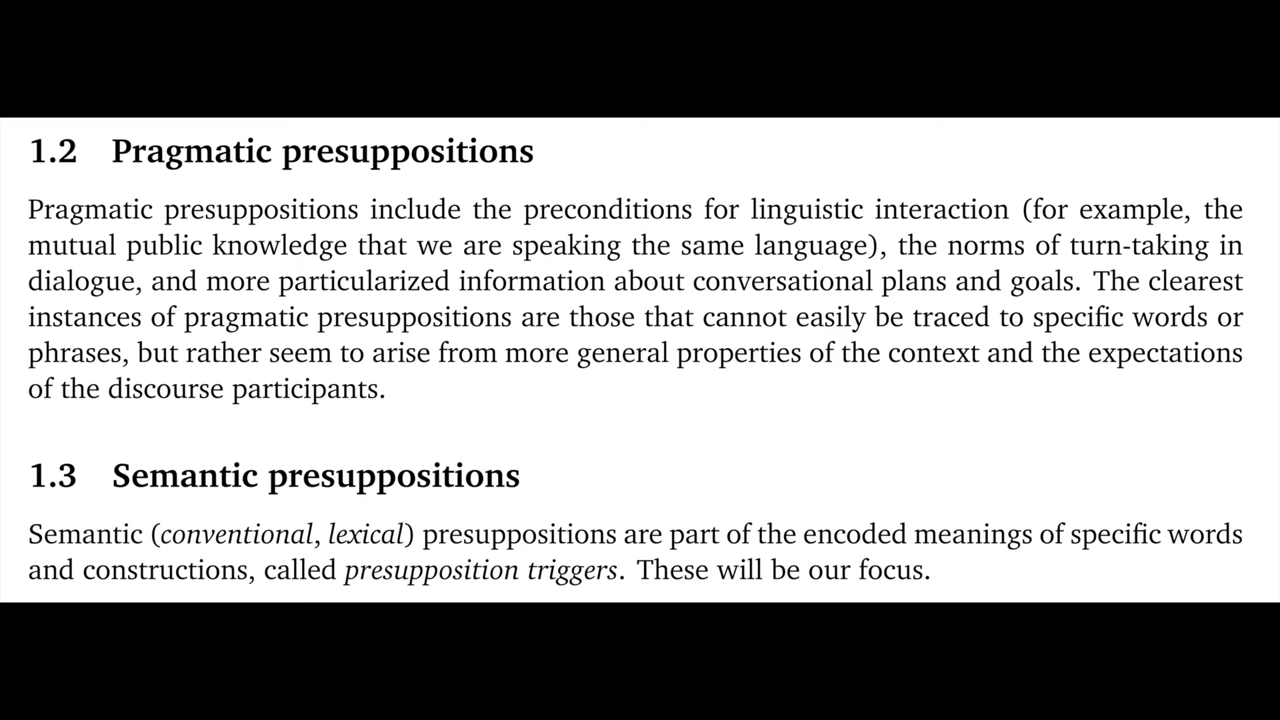 1.2 Pragmatic presuppositions
Pragmatic presuppositions include the preconditions for linguistic interaction (for example, the
mutual public knowledge that we are speaking the same language), the norms of turn-taking in
dialogue, and more particularized information about conversational plans and goals. The clearest
instances of pragmatic presuppositions are those that cannot easily be traced to specific words or
phrases, but rather seem to arise from more general properties of the context and the expectations
of the discourse participants.
1.3 Semantic presuppositions
Semantic (conventional, lexical) presuppositions are part of the encoded meanings of specific words
and constructions, called presupposition triggers. These will be our focus.